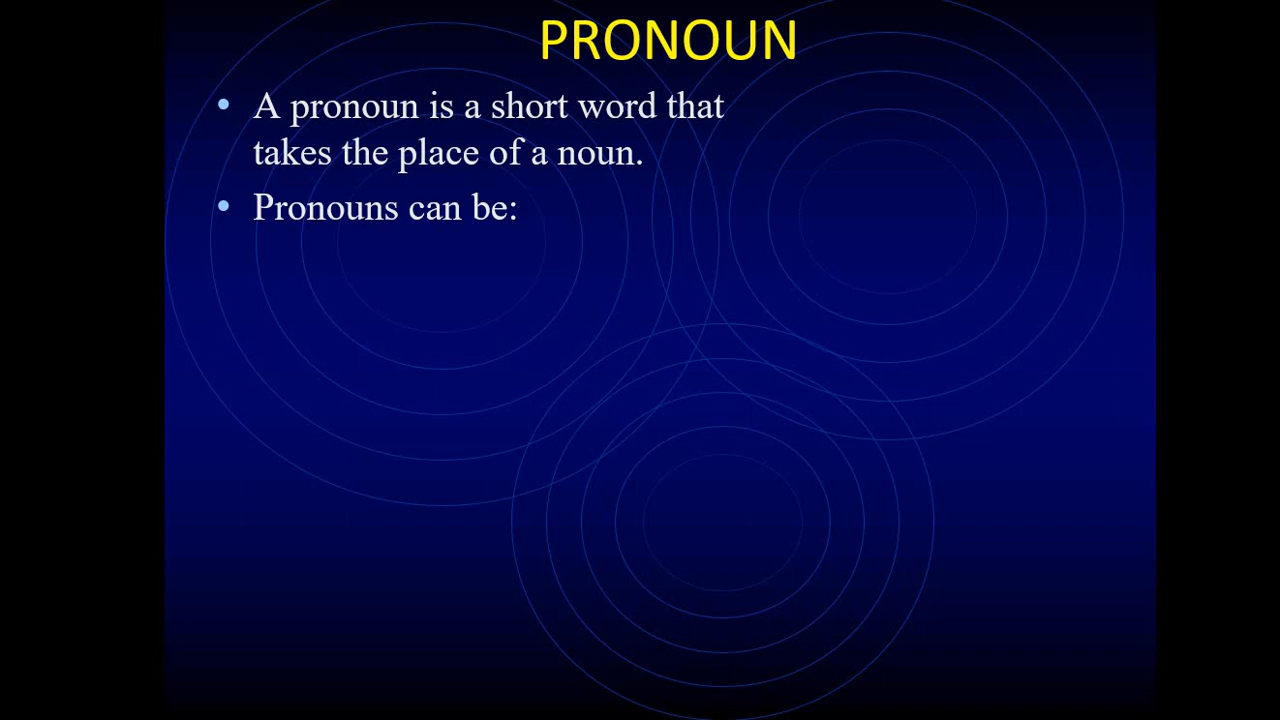 PRONOUN
• A pronoun is a short word that
takes the place of a noun.
• Pronouns can be: